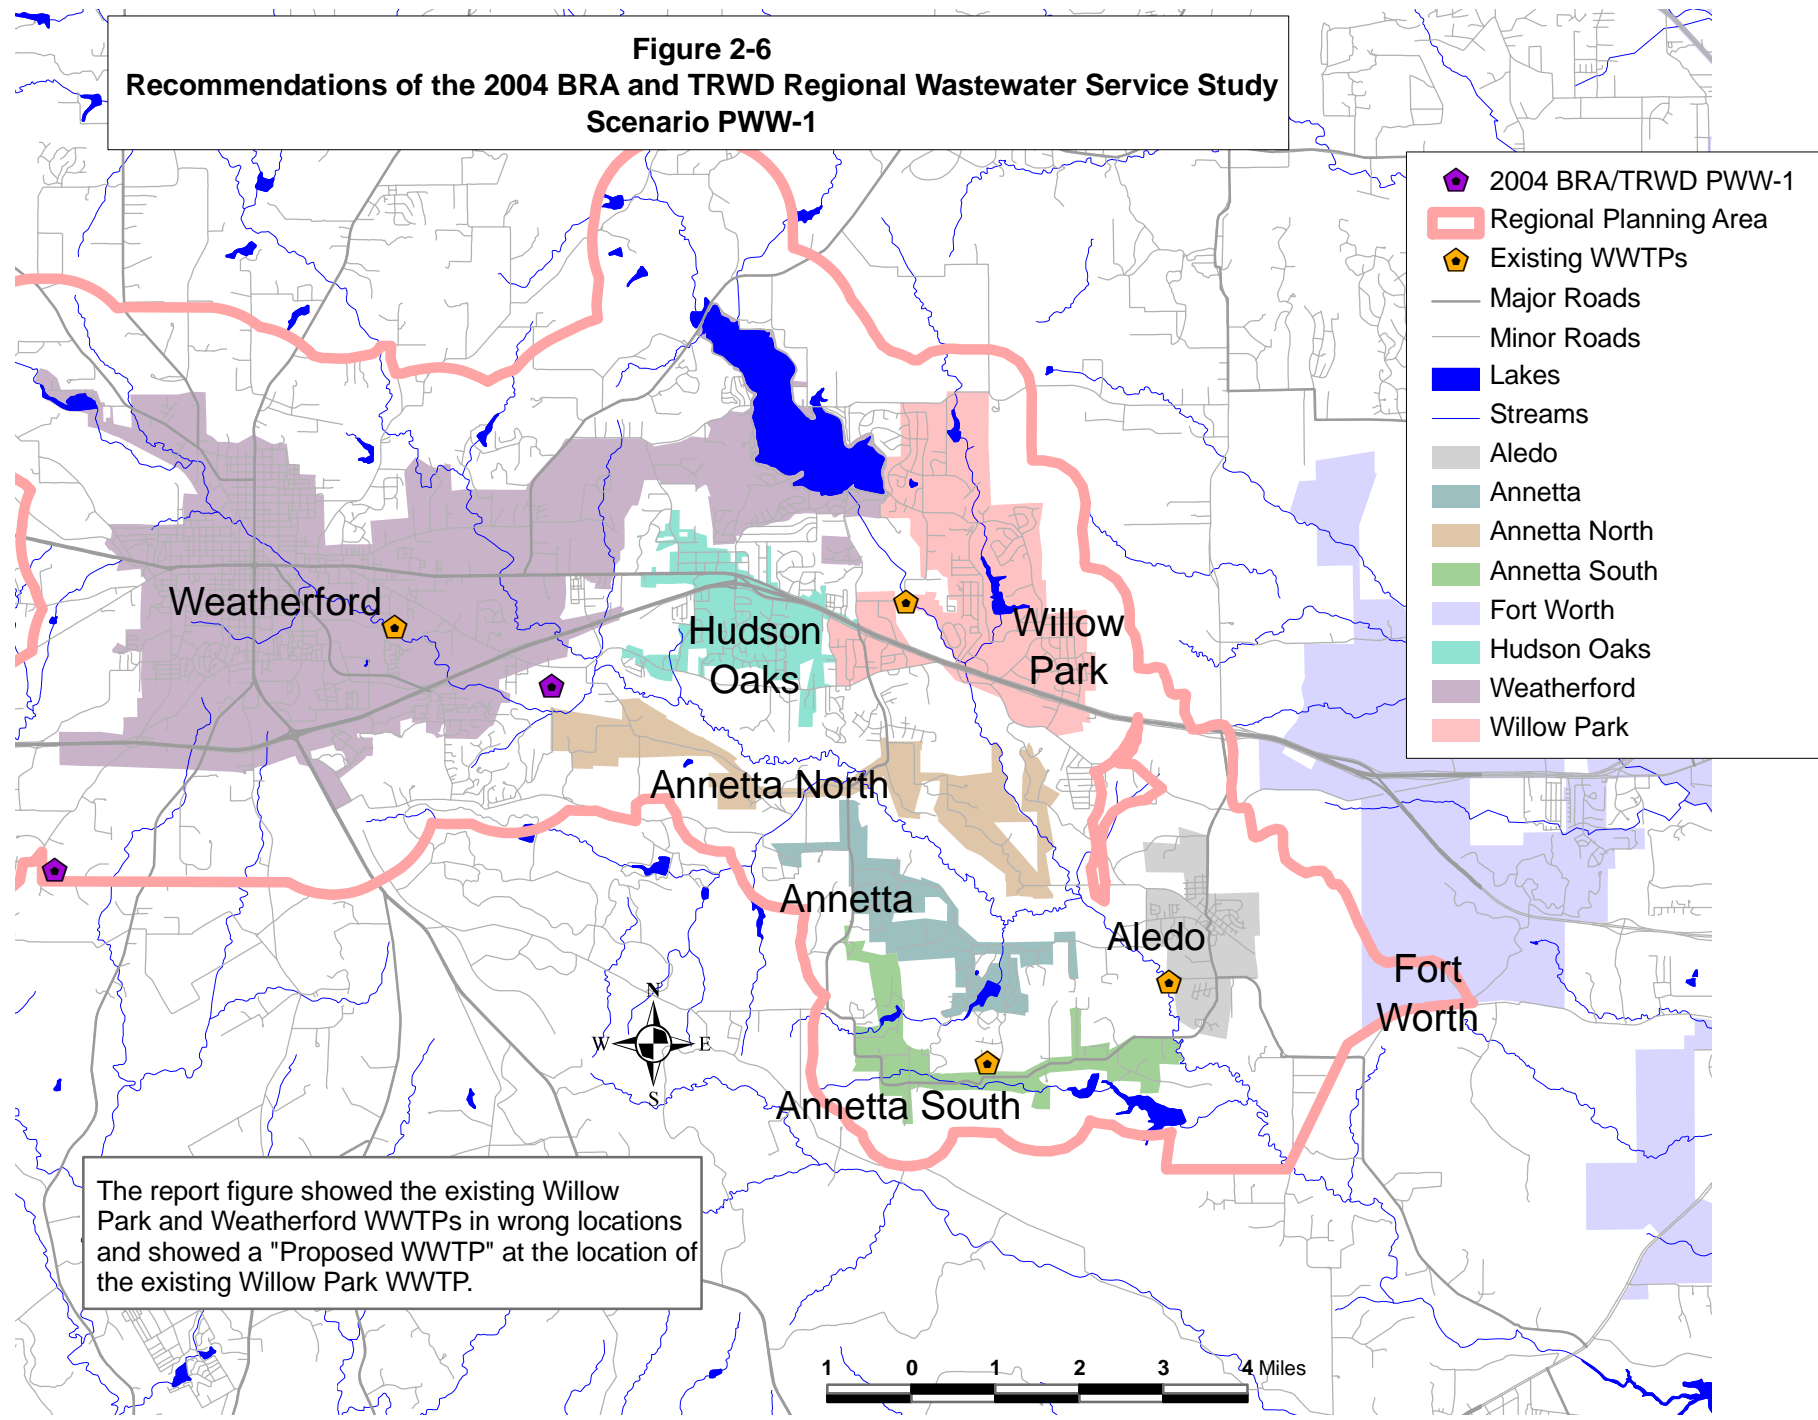 Figure 2-6
Recommendations of the 2004 BRA and TRWD Regional Wastewater Service Study
Scenario PWW-1
2004 BRA/TRWD PWW-1
Regional Planning Area
Existing WWTPs
Major Roads
Minor Roads
Lakes
Streams
Aledo
Annetta
Annetta North
Annetta South
Fort Worth
Hudson Oaks
Weatherford
Willow Park
Weatherford
Hudson
Oaks
Willow
Park
Annetta North
Annetta
Aledo
Fort
Worth
Annetta South
N
W E
S
The report figure showed the existing Willow
Park and Weatherford WWTPs in wrong locations
and showed a "Proposed WWTP" at the location of
the existing Willow Park WWTP.
1 0 1 2 3 4 Miles